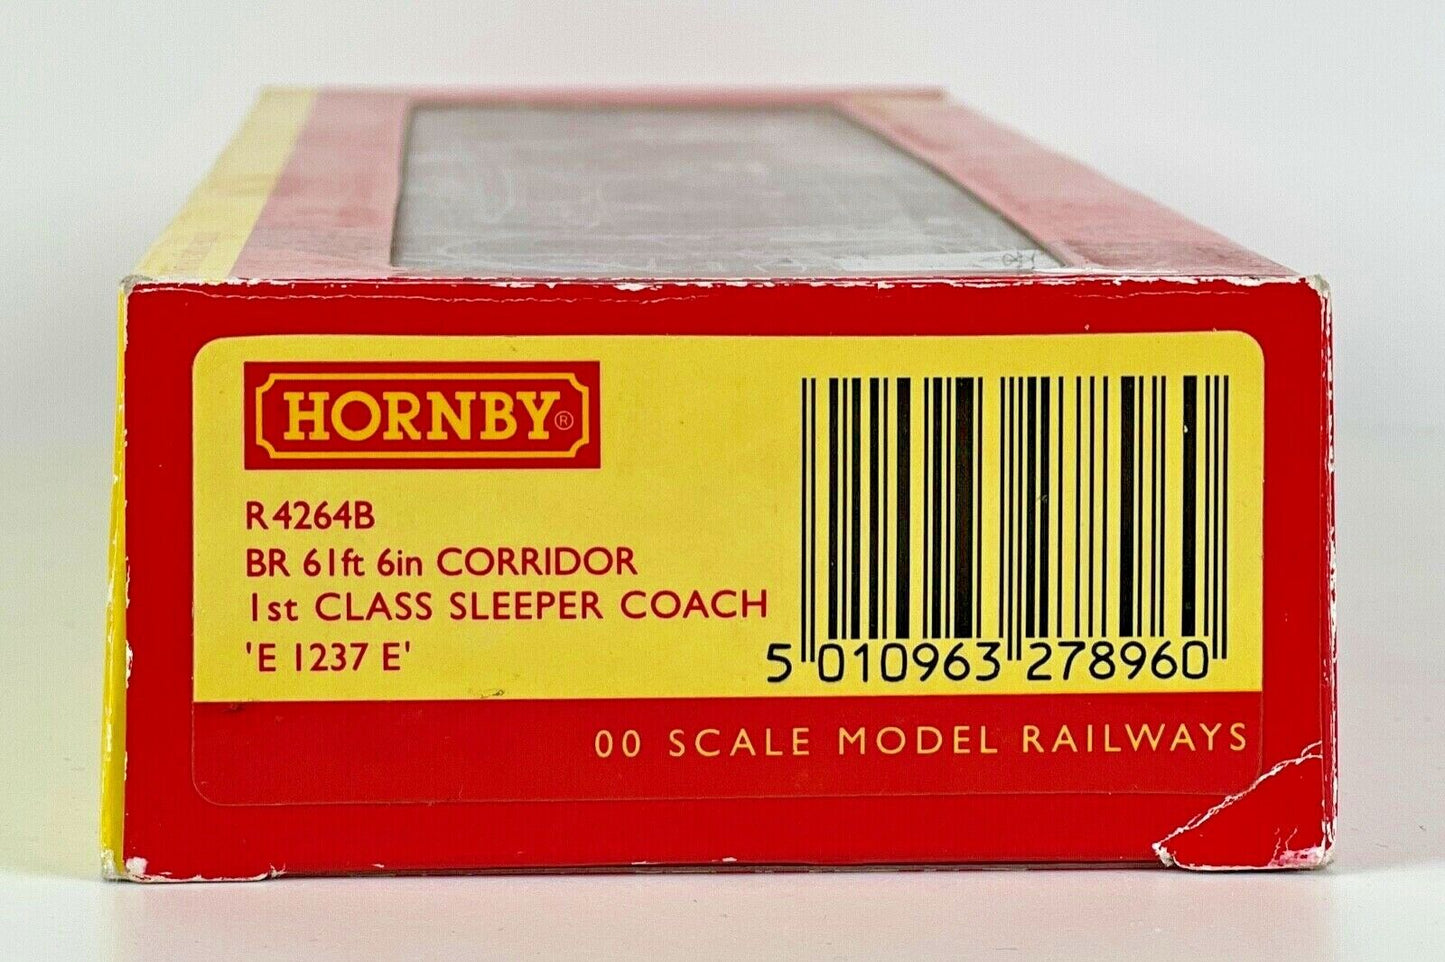 HORNBY®
R4264B
BR 61ft 6in CORRIDOR
1st CLASS SLEEPER COACH
'E 1237 E'
5 010963 278960
00 SCALE MODEL RAILWAYS